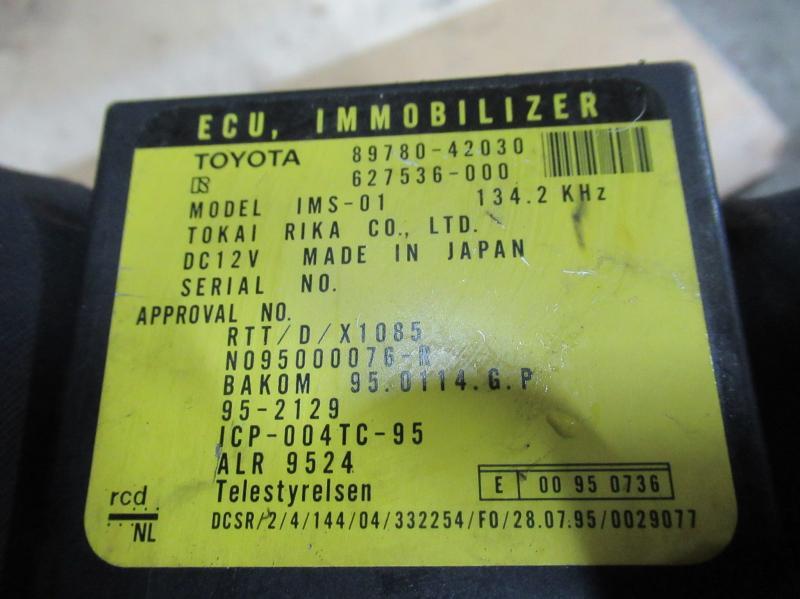 ECU, IMMOBILIZER
TOYOTA 89780-42030
627536-000
MODEL IMS-01 134.2 KHz
TOKAI RIKA CO., LTD.
DC12V MADE IN JAPAN
SERIAL NO.
APPROVAL NO.
RTT/D/X1085
N095000076-R
BAKOM 95.0114.G.P
95-2129
ICP-004TC-95
ALR 9524
Telestyrelsen
E 00 95 0736
rcd
NL
DCSR/2/4/144/04/332254/F0/28.07.95/0029077